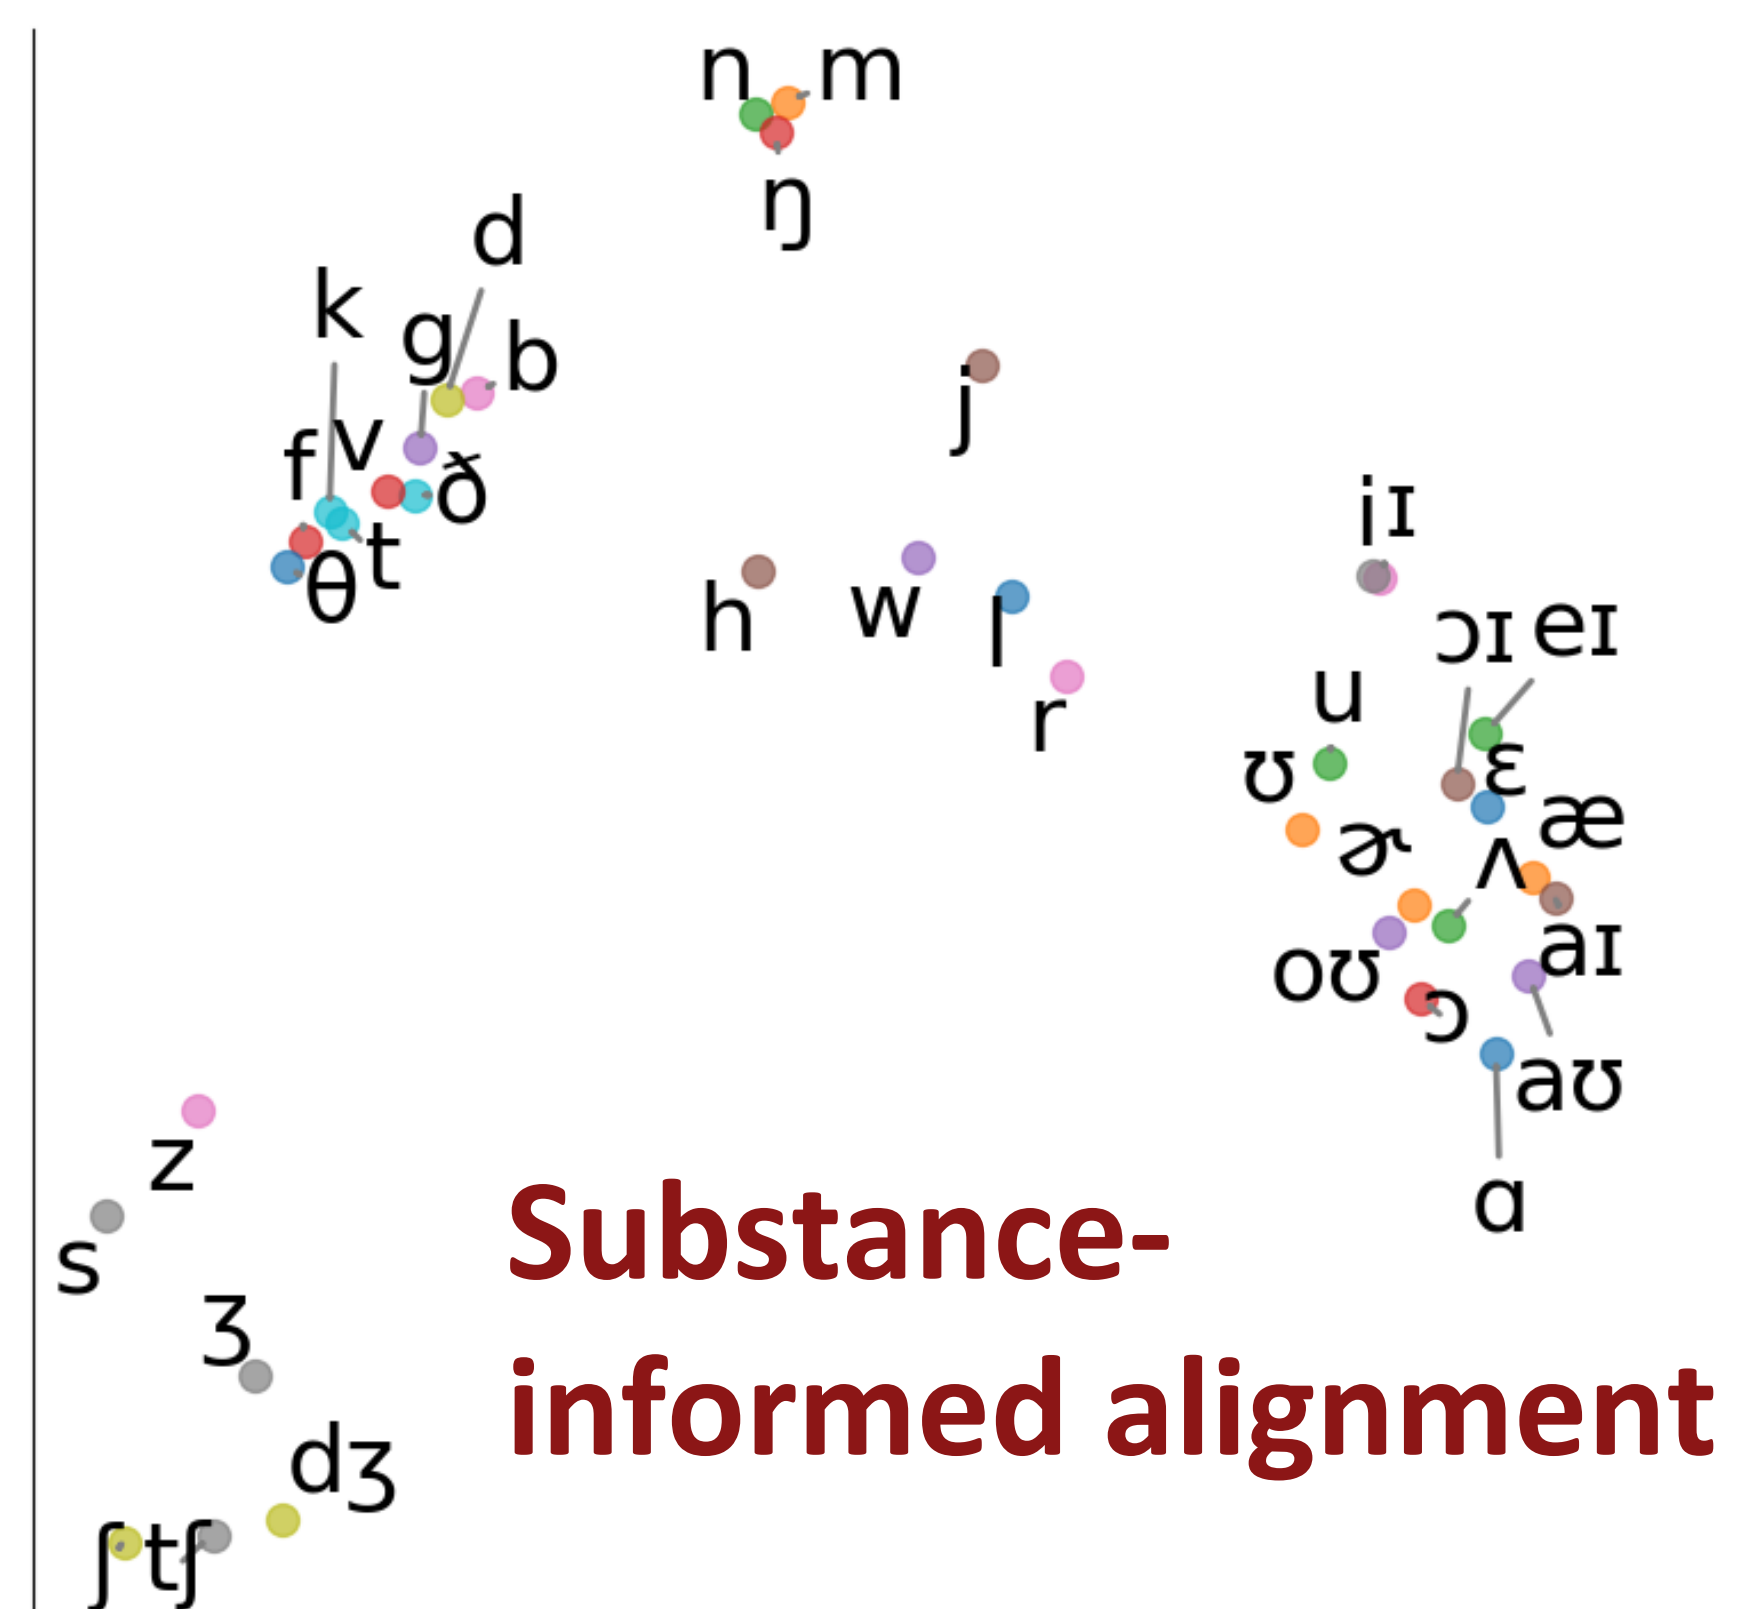 n m
ŋ
d
k
g b
j
f v
ð
iɪ
t
θ
h w l
ɔɪ eɪ
u
r
ʊ ɛ
ɚ æ
ʌ
oʊ aɪ
ɔ
aʊ
z
ɑ
s
Substance-
ʒ
informed alignment
dʒ
ʃ tʃ